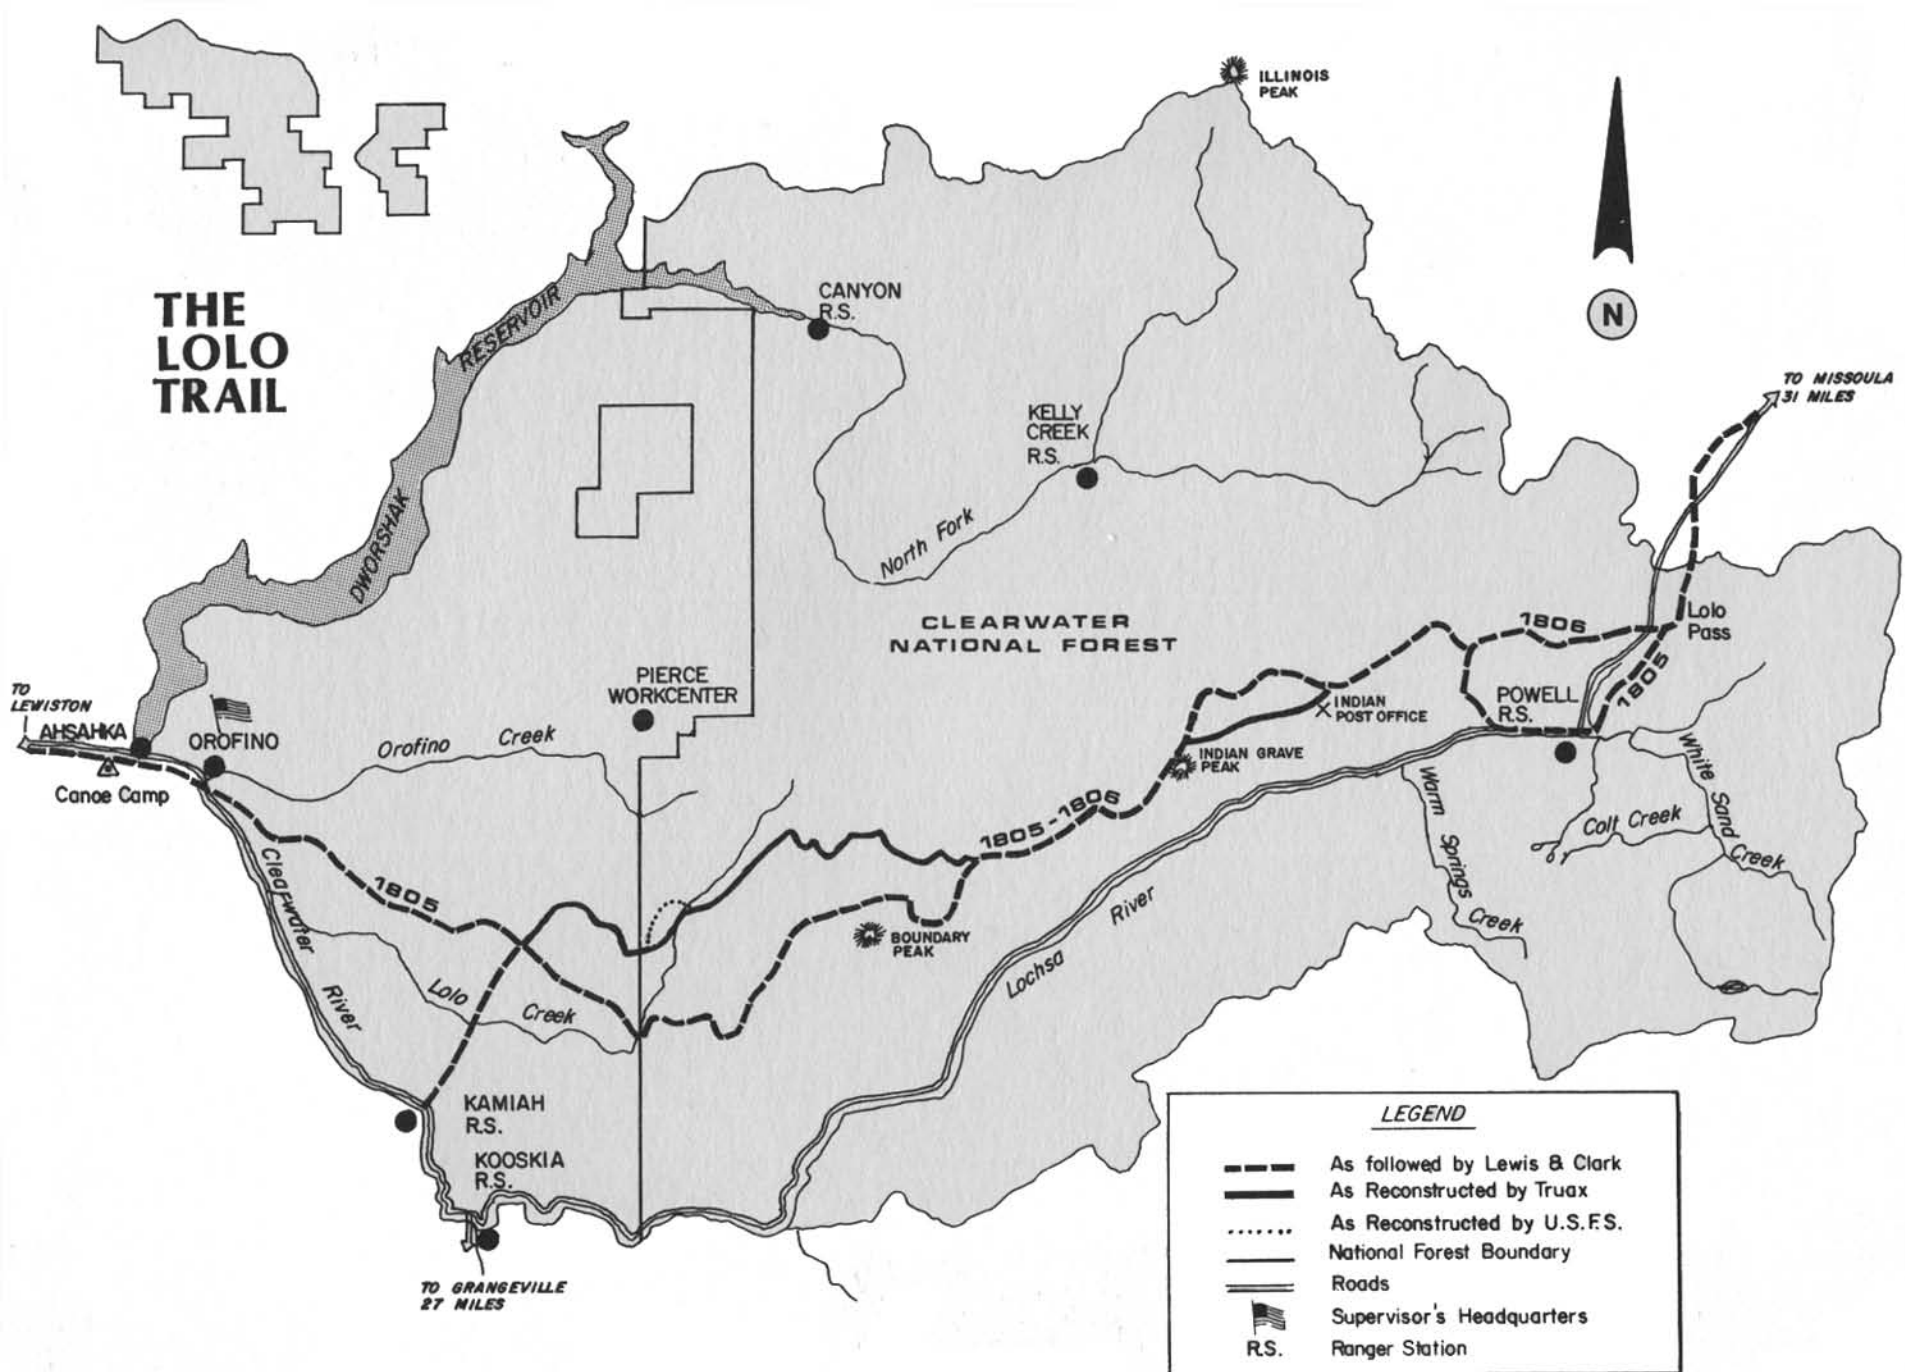 ILLINOIS
PEAK
THE
LOLO
TRAIL
N
RESERVOIR
DWORSHAK
CANYON
R.S.
KELLY
CREEK
R.S.
North Fork
TO MISSOULA
31 MILES
CLEARWATER
NATIONAL FOREST
1806
Lolo
Pass
1805
PIERCE
WORKCENTER
POWELL
R.S.
INDIAN
POST OFFICE
INDIAN GRAVE
PEAK
TO
LEWISTON
AHSAHKA
OROFINO
Orofino Creek
Canoe Camp
1805-1806
White Sand Creek
Colt Creek
Warm Springs Creek
Clearwater River
1805
BOUNDARY
PEAK
Lochsa River
Lolo Creek
KAMIAH
R.S.
KOOSKIA
R.S.
TO GRANGEVILLE
27 MILES
LEGEND
As followed by Lewis & Clark
As Reconstructed by Truax
As Reconstructed by U.S.F.S.
National Forest Boundary
Roads
Supervisor's Headquarters
R.S. Ranger Station